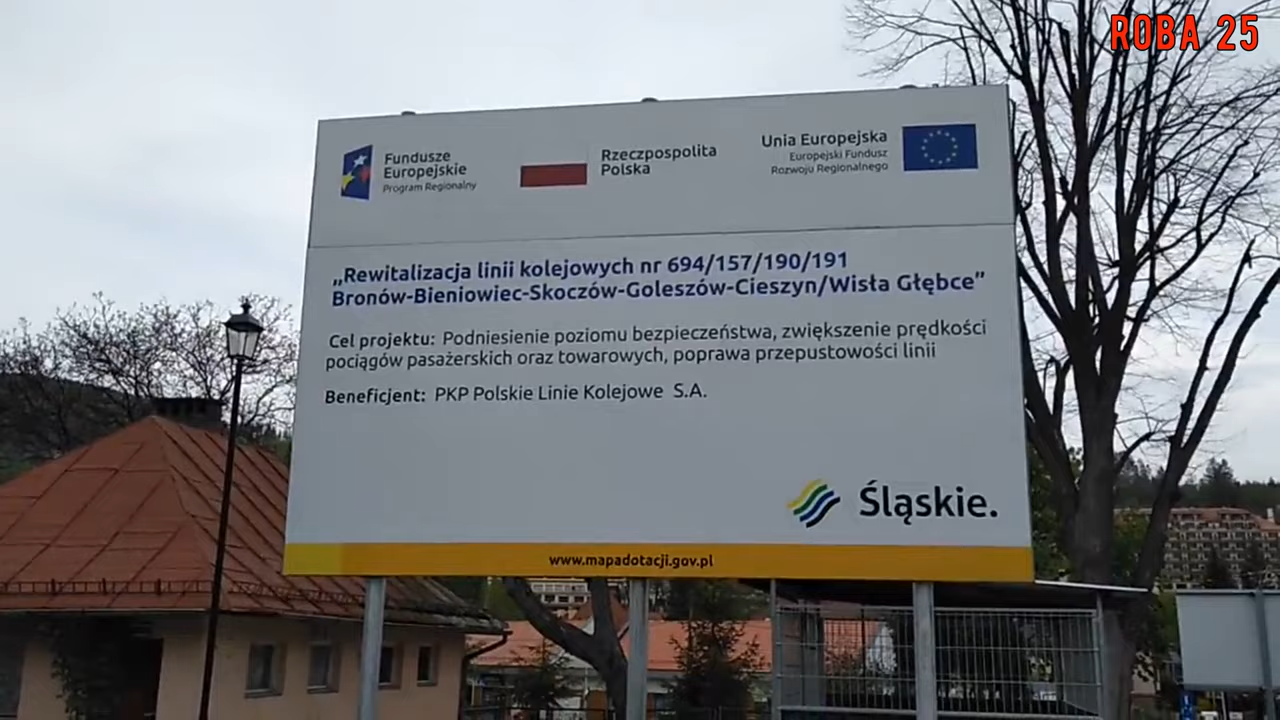 ROBA 25
Fundusze
Europejskie
Program Regionalny
Rzeczpospolita
Polska
Unia Europejska
Europejski Fundusz
Rozwoju Regionalnego
„Rewitalizacja linii kolejowych nr 694/157/190/191
Bronów-Bieniowiec-Skoczów-Goleszów-Cieszyn/Wisła Głębce”
Cel projektu: Podniesienie poziomu bezpieczeństwa, zwiększenie prędkości
pociągów pasażerskich oraz towarowych, poprawa przepustowości linii
Beneficjent: PKP Polskie Linie Kolejowe S.A.
Śląskie.
www.mapadotacji.gov.pl